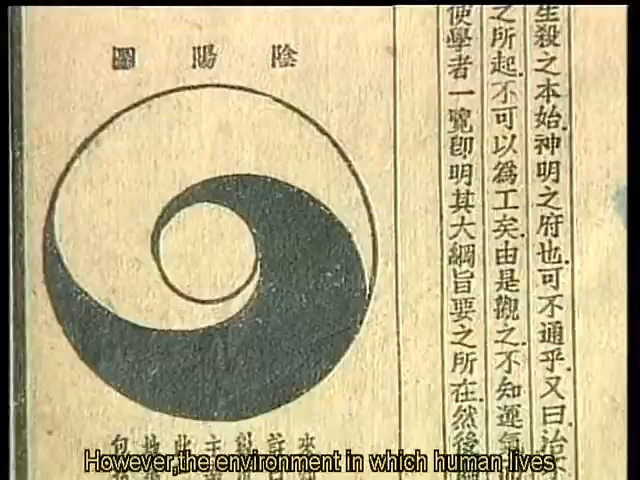 陰陽圖
生殺之本始神明之府也可不通乎又曰治
之所起不可以爲工矣由是觀之不知運氣
使學者一覽即明其大綱旨要之所在然後
However,the environment in which human lives